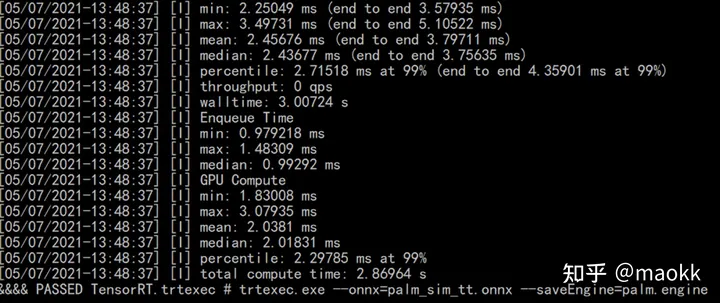 [05/07/2021-13:48:37] [I] min: 2.25049 ms (end to end 3.57935 ms)
[05/07/2021-13:48:37] [I] max: 3.49731 ms (end to end 5.10522 ms)
[05/07/2021-13:48:37] [I] mean: 2.45676 ms (end to end 3.79711 ms)
[05/07/2021-13:48:37] [I] median: 2.43677 ms (end to end 3.75635 ms)
[05/07/2021-13:48:37] [I] percentile: 2.71518 ms at 99% (end to end 4.35901 ms at 99%)
[05/07/2021-13:48:37] [I] throughput: 0 qps
[05/07/2021-13:48:37] [I] walltime: 3.00724 s
[05/07/2021-13:48:37] [I] Enqueue Time
[05/07/2021-13:48:37] [I] min: 0.979218 ms
[05/07/2021-13:48:37] [I] max: 1.48309 ms
[05/07/2021-13:48:37] [I] median: 0.99292 ms
[05/07/2021-13:48:37] [I] GPU Compute
[05/07/2021-13:48:37] [I] min: 1.83008 ms
[05/07/2021-13:48:37] [I] max: 3.07935 ms
[05/07/2021-13:48:37] [I] mean: 2.0381 ms
[05/07/2021-13:48:37] [I] median: 2.01831 ms
[05/07/2021-13:48:37] [I] percentile: 2.29785 ms at 99%
[05/07/2021-13:48:37] [I] total compute time: 2.86964 s
&&&& PASSED TensorRT.trtexec # trtexec.exe --onnx=palm_sim_tt.onnx --saveEngine=palm.engine
知乎 @maokk